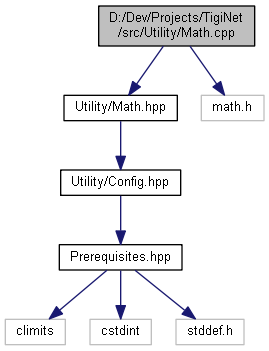 D:/Dev/Projects/TigiNet
/src/Utility/Math.cpp
Utility/Math.hpp
math.h
Utility/Config.hpp
Prerequisites.hpp
climits
cstdint
stddef.h